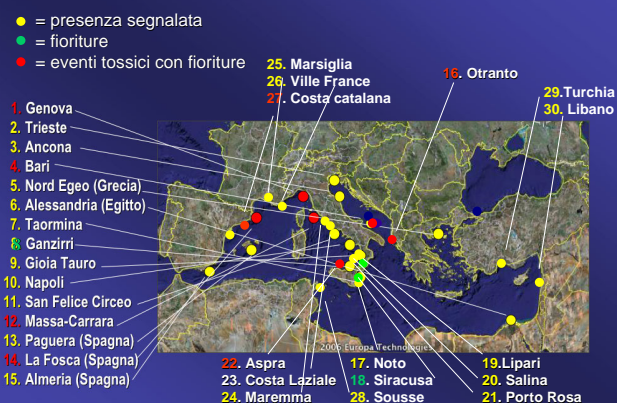 = presenza segnalata
= fioriture
= eventi tossici con fioriture
25. Marsiglia
26. Ville France
27. Costa catalana
16. Otranto
29.Turchia
30. Libano
1. Genova
2. Trieste
3. Ancona
4. Bari
5. Nord Egeo (Grecia)
6. Alessandria (Egitto)
7. Taormina
8. Ganzirri
9. Gioia Tauro
10. Napoli
11. San Felice Circeo
12. Massa-Carrara
13. Paguera (Spagna)
14. La Fosca (Spagna)
15. Almeria (Spagna)
2006 Europa Technologies
22. Aspra
23. Costa Laziale
24. Maremma
17. Noto
18. Siracusa
28. Sousse
19.Lipari
20. Salina
21. Porto Rosa